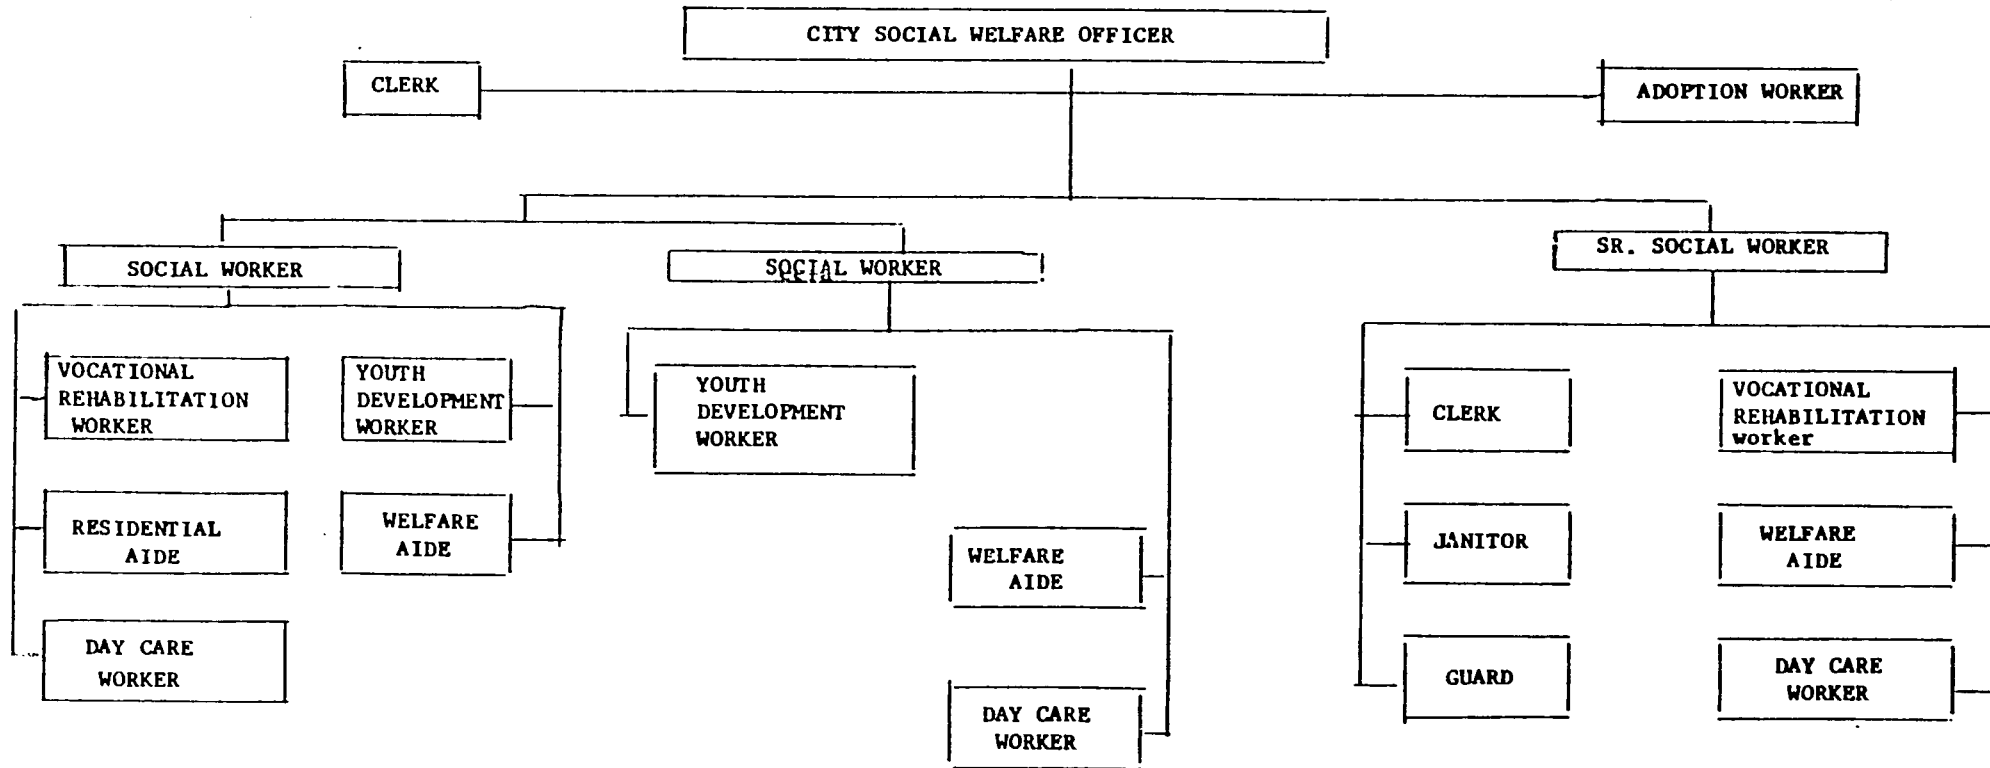 CITY SOCIAL WELFARE OFFICER
CLERK
ADOPTION WORKER
SOCIAL WORKER
SOCIAL WORKER
SR. SOCIAL WORKER
VOCATIONAL
REHABILITATION
WORKER
YOUTH
DEVELOPMENT
WORKER
RESIDENTIAL
AIDE
WELFARE
AIDE
DAY CARE
WORKER
YOUTH
DEVELOPMENT
WORKER
WELFARE
AIDE
DAY CARE
WORKER
CLERK
VOCATIONAL
REHABILITATION
worker
JANITOR
WELFARE
AIDE
GUARD
DAY CARE
WORKER